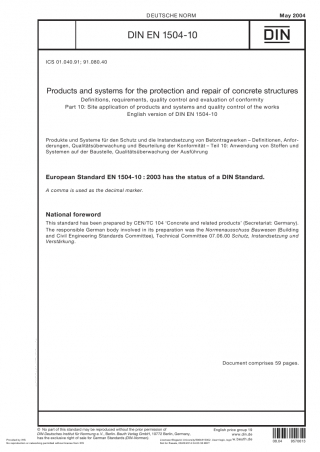 DEUTSCHE NORM
May 2004
DIN EN 1504-10
DIN
ICS 01.040.91; 91.080.40
Products and systems for the protection and repair of concrete structures
Definitions, requirements, quality control and evaluation of conformity
Part 10: Site application of products and systems and quality control of the works
English version of DIN EN 1504-10
Produkte und Systeme für den Schutz und die Instandsetzung von Betontragwerken – Definitionen, Anfor-
derungen, Qualitätsüberwachung und Beurteilung der Konformität – Teil 10: Anwendung von Stoffen und
Systemen auf der Baustelle, Qualitätsüberwachung der Ausführung
European Standard EN 1504-10 : 2003 has the status of a DIN Standard.
A comma is used as the decimal marker.
National foreword
This standard has been prepared by CEN/TC 104 'Concrete and related products' (Secretariat: Germany).
The responsible German body involved in its preparation was the Normenausschuss Bauwesen (Building
and Civil Engineering Standards Committee), Technical Committee 07.06.00 Schutz, Instandsetzung und
Verstärkung.
Document comprises 59 pages.
© No part of this standard may be reproduced without the prior permission of
DIN Deutsches Institut für Normung e. V., Berlin. Beuth Verlag GmbH, 10772 Berlin, Germany,
has the exclusive right of sale for German Standards (DIN-Normen).
English price group 19
www.din.de
www.beuth.de